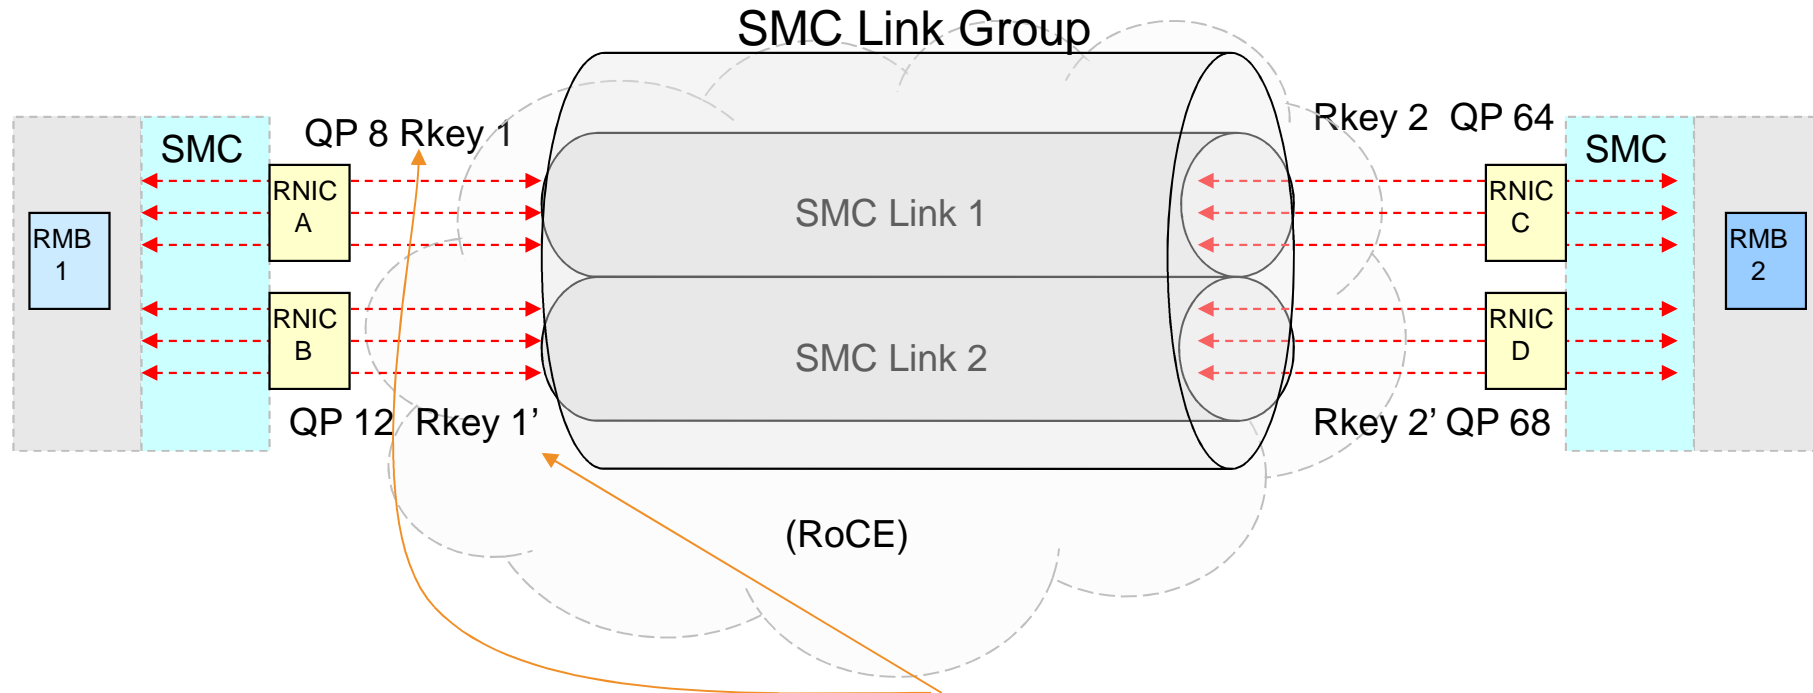 SMC Link Group
QP 8 Rkey 1
Rkey 2 QP 64
SMC
SMC
RNIC
A
RNIC
C
SMC Link 1
RMB
1
RMB
2
RNIC
B
RNIC
D
SMC Link 2
QP 12 Rkey 1’
Rkey 2’ QP 68
(RoCE)